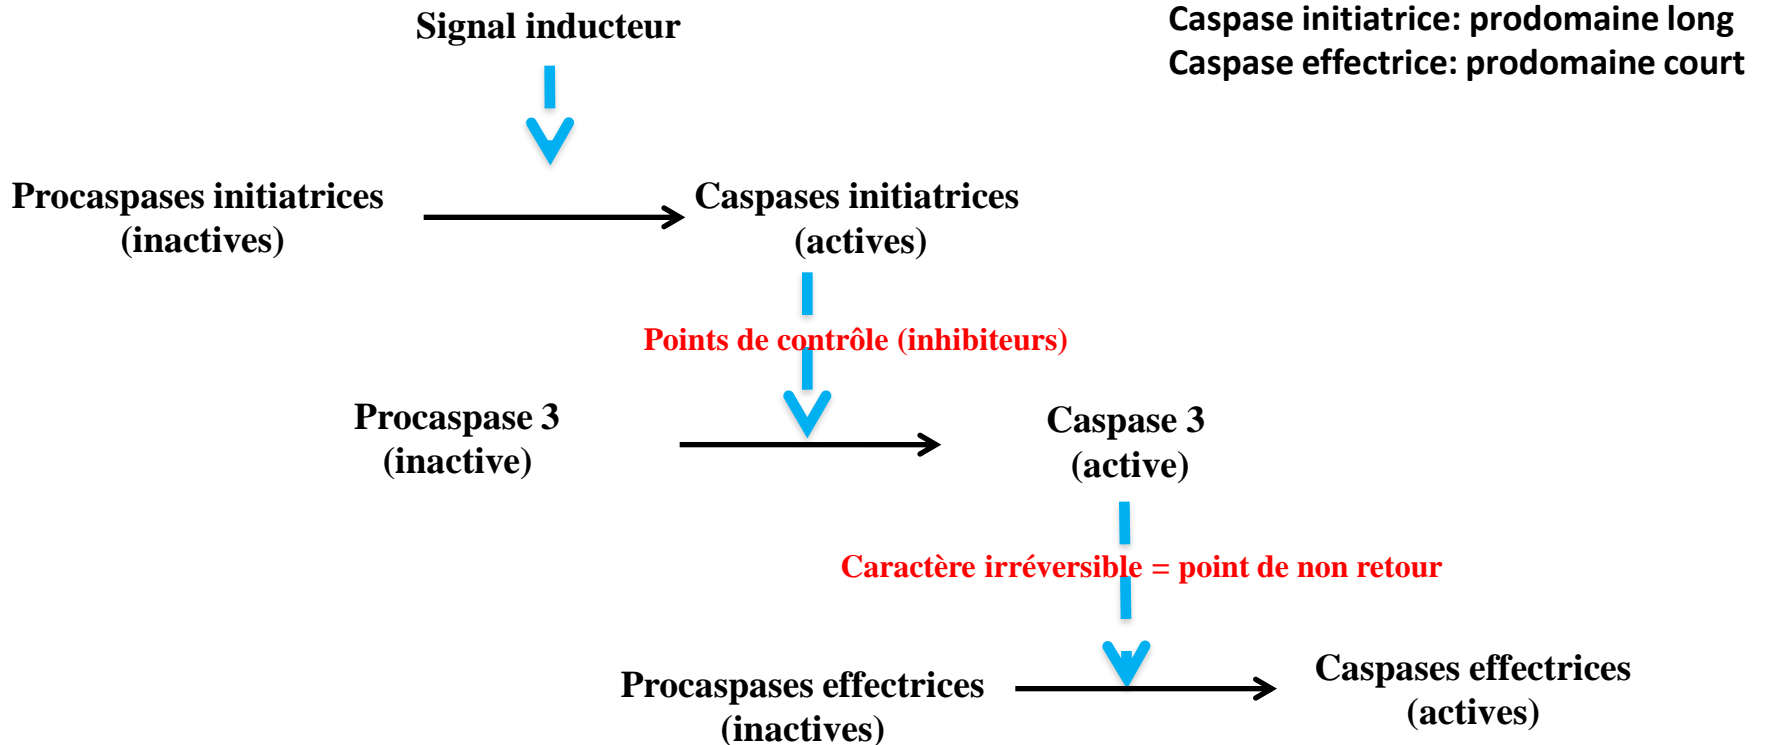 Signal inducteur
Caspase initiatrice: prodomaine long
Caspase effectrice: prodomaine court
Procaspases initiatrices
(inactives)
Caspases initiatrices
(actives)
Points de contrôle (inhibiteurs)
Procaspase 3
(inactive)
Caspase 3
(active)
Caractère irréversible = point de non retour
Procaspases effectrices
(inactives)
Caspases effectrices
(actives)